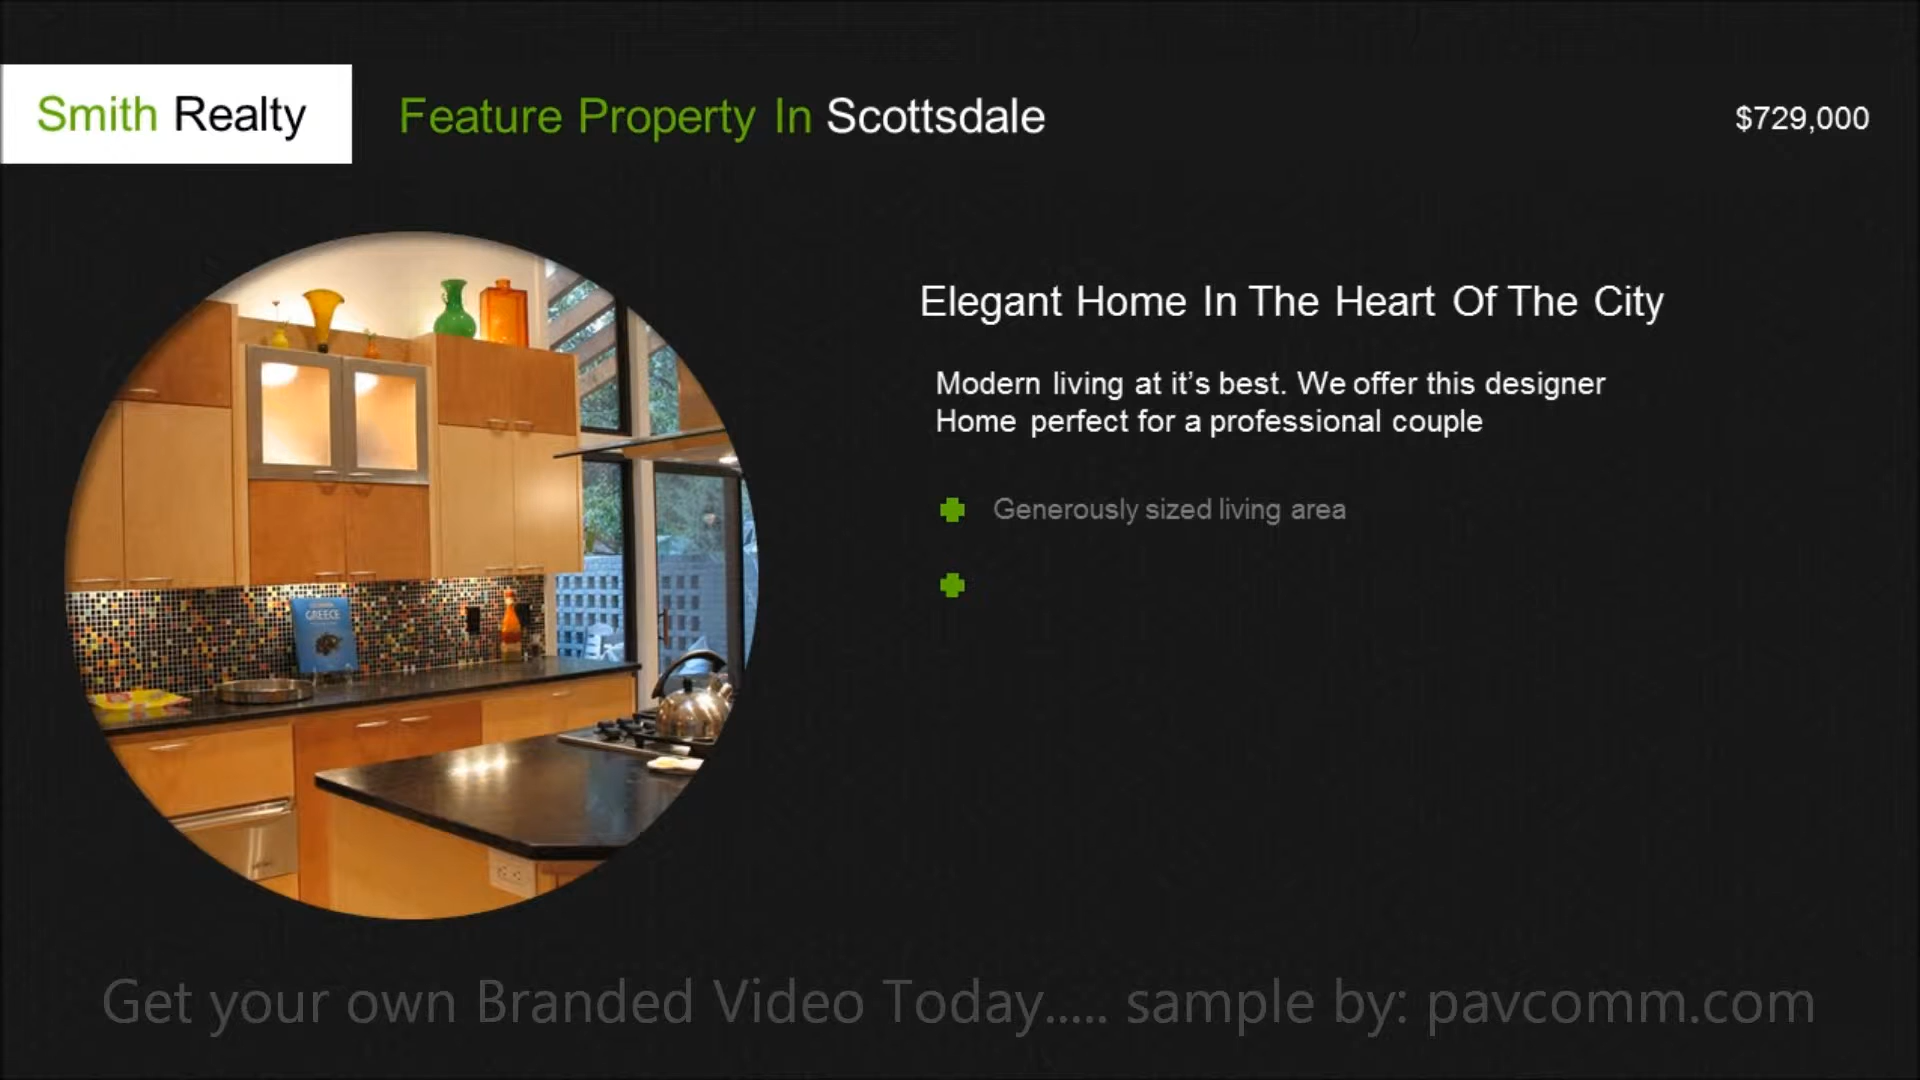 Smith Realty
Feature Property In Scottsdale
$729,000
Elegant Home In The Heart Of The City
Modern living at it’s best. We offer this designer
Home perfect for a professional couple
Generously sized living area
GREECE
Get your own Branded Video Today..... sample by: pavcomm.com